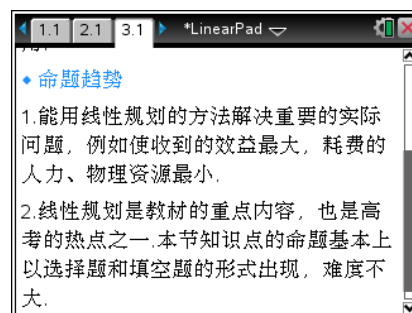 1.1 2.1 3.1 *LinearPad
命题趋势
1.能用线性规划的方法解决重要的实际
问题，例如使收到的效益最大，耗费的
人力、物理资源最小.
2.线性规划是教材的重点内容，也是高
考的热点之一.本节知识点的命题基本上
以选择题和填空题的形式出现，难度不
大.